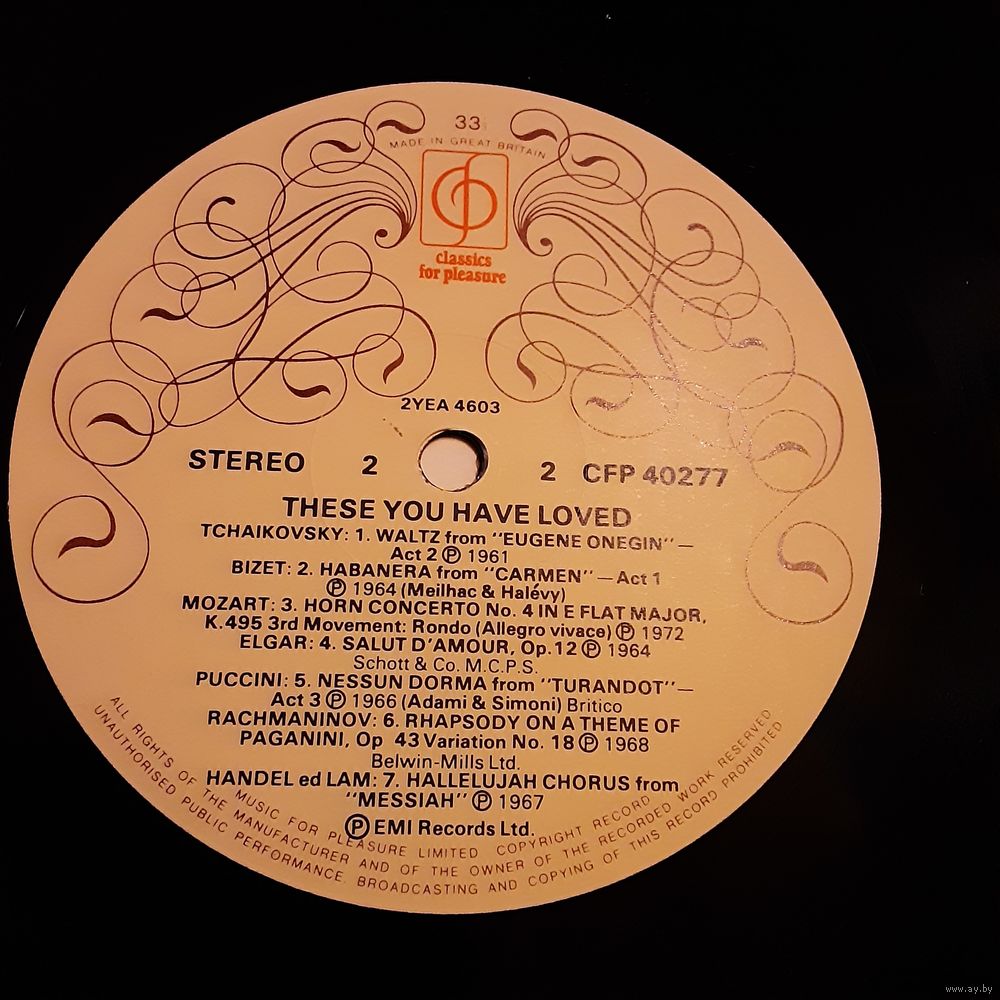 33
MADE IN GREAT BRITAIN
classics
for pleasure
2YEA 4603
STEREO 2 2 CFP 40277
THESE YOU HAVE LOVED
TCHAIKOVSKY: 1. WALTZ from "EUGENE ONEGIN"—
Act 2 Ⓟ 1961
BIZET: 2. HABANERA from "CARMEN"—Act 1
Ⓟ 1964 (Meilhac & Halévy)
MOZART: 3. HORN CONCERTO No. 4 IN E FLAT MAJOR,
K.495 3rd Movement: Rondo (Allegro vivace) Ⓟ 1972
ELGAR: 4. SALUT D'AMOUR, Op. 12 Ⓟ 1964
Schott & Co. M.C.P.S.
PUCCINI: 5. NESSUN DORMA from "TURANDOT"—
Act 3 Ⓟ 1966 (Adami & Simoni) Britico
RACHMANINOV: 6. RHAPSODY ON A THEME OF
PAGANINI, Op 43 Variation No. 18 Ⓟ 1968
Belwin-Mills Ltd.
HANDEL ed LAM: 7. HALLELUJAH CHORUS from
"MESSIAH" Ⓟ 1967
Ⓟ EMI Records Ltd.
MUSIC FOR PLEASURE LIMITED COPYRIGHT RECORD
ALL RIGHTS OF THE MANUFACTURER AND OF THE OWNER OF THE RECORDED WORK RESERVED
UNAUTHORISED PUBLIC PERFORMANCE. BROADCASTING AND COPYING OF THIS RECORD PROHIBITED
www.ay.by